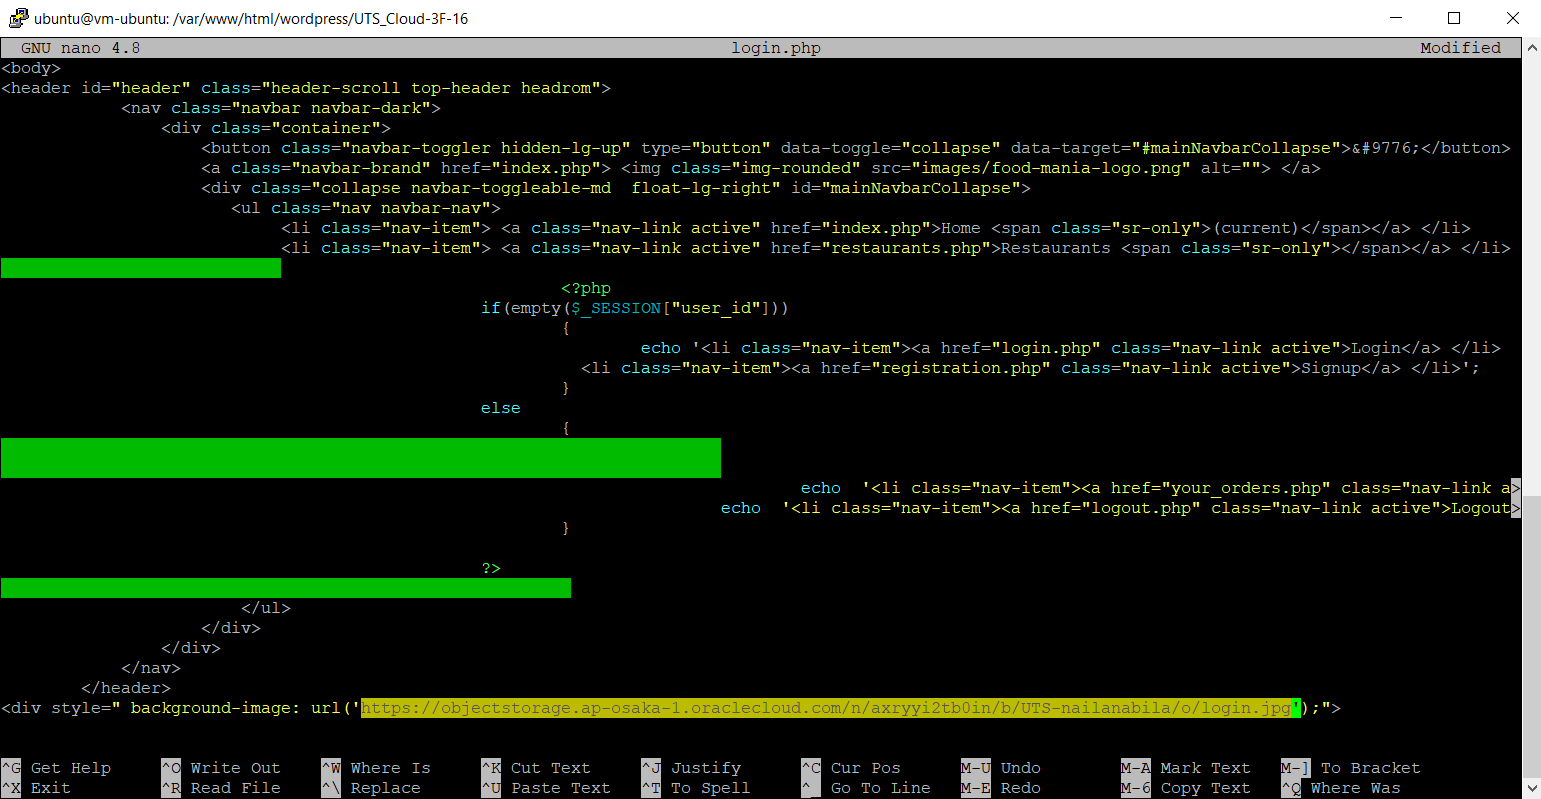 ubuntu@vm-ubuntu: /var/www/html/wordpress/UTS_Cloud-3F-16
GNU nano 4.8 login.php Modified
<body>
<header id="header" class="header-scroll top-header headrom">
<nav class="navbar navbar-dark">
<div class="container">
<button class="navbar-toggler hidden-lg-up" type="button" data-toggle="collapse" data-target="#mainNavbarCollapse">&#9776;</button>
<a class="navbar-brand" href="index.php"> <img class="img-rounded" src="images/food-mania-logo.png" alt=""> </a>
<div class="collapse navbar-toggleable-md  float-lg-right" id="mainNavbarCollapse">
<ul class="nav navbar-nav">
<li class="nav-item"> <a class="nav-link active" href="index.php">Home <span class="sr-only">(current)</span></a> </li>
<li class="nav-item"> <a class="nav-link active" href="restaurants.php">Restaurants <span class="sr-only"></span></a> </li>
<?php
if(empty($_SESSION["user_id"]))
{
echo '<li class="nav-item"><a href="login.php" class="nav-link active">Login</a> </li>
<li class="nav-item"><a href="registration.php" class="nav-link active">Signup</a> </li>';
}
else
{
echo  '<li class="nav-item"><a href="your_orders.php" class="nav-link a>
echo  '<li class="nav-item"><a href="logout.php" class="nav-link active">Logout>
}
?>
</ul>
</div>
</div>
</nav>
</header>
<div style=" background-image: url('https://objectstorage.ap-osaka-1.oraclecloud.com/n/axryyi2tb0in/b/UTS-nailanabila/o/login.jpg');">
^G Get Help ^O Write Out ^W Where Is ^K Cut Text ^J Justify ^C Cur Pos M-U Undo M-A Mark Text M-] To Bracket
^X Exit ^R Read File ^\ Replace ^U Paste Text ^T To Spell ^_ Go To Line M-E Redo M-6 Copy Text ^Q Where Was